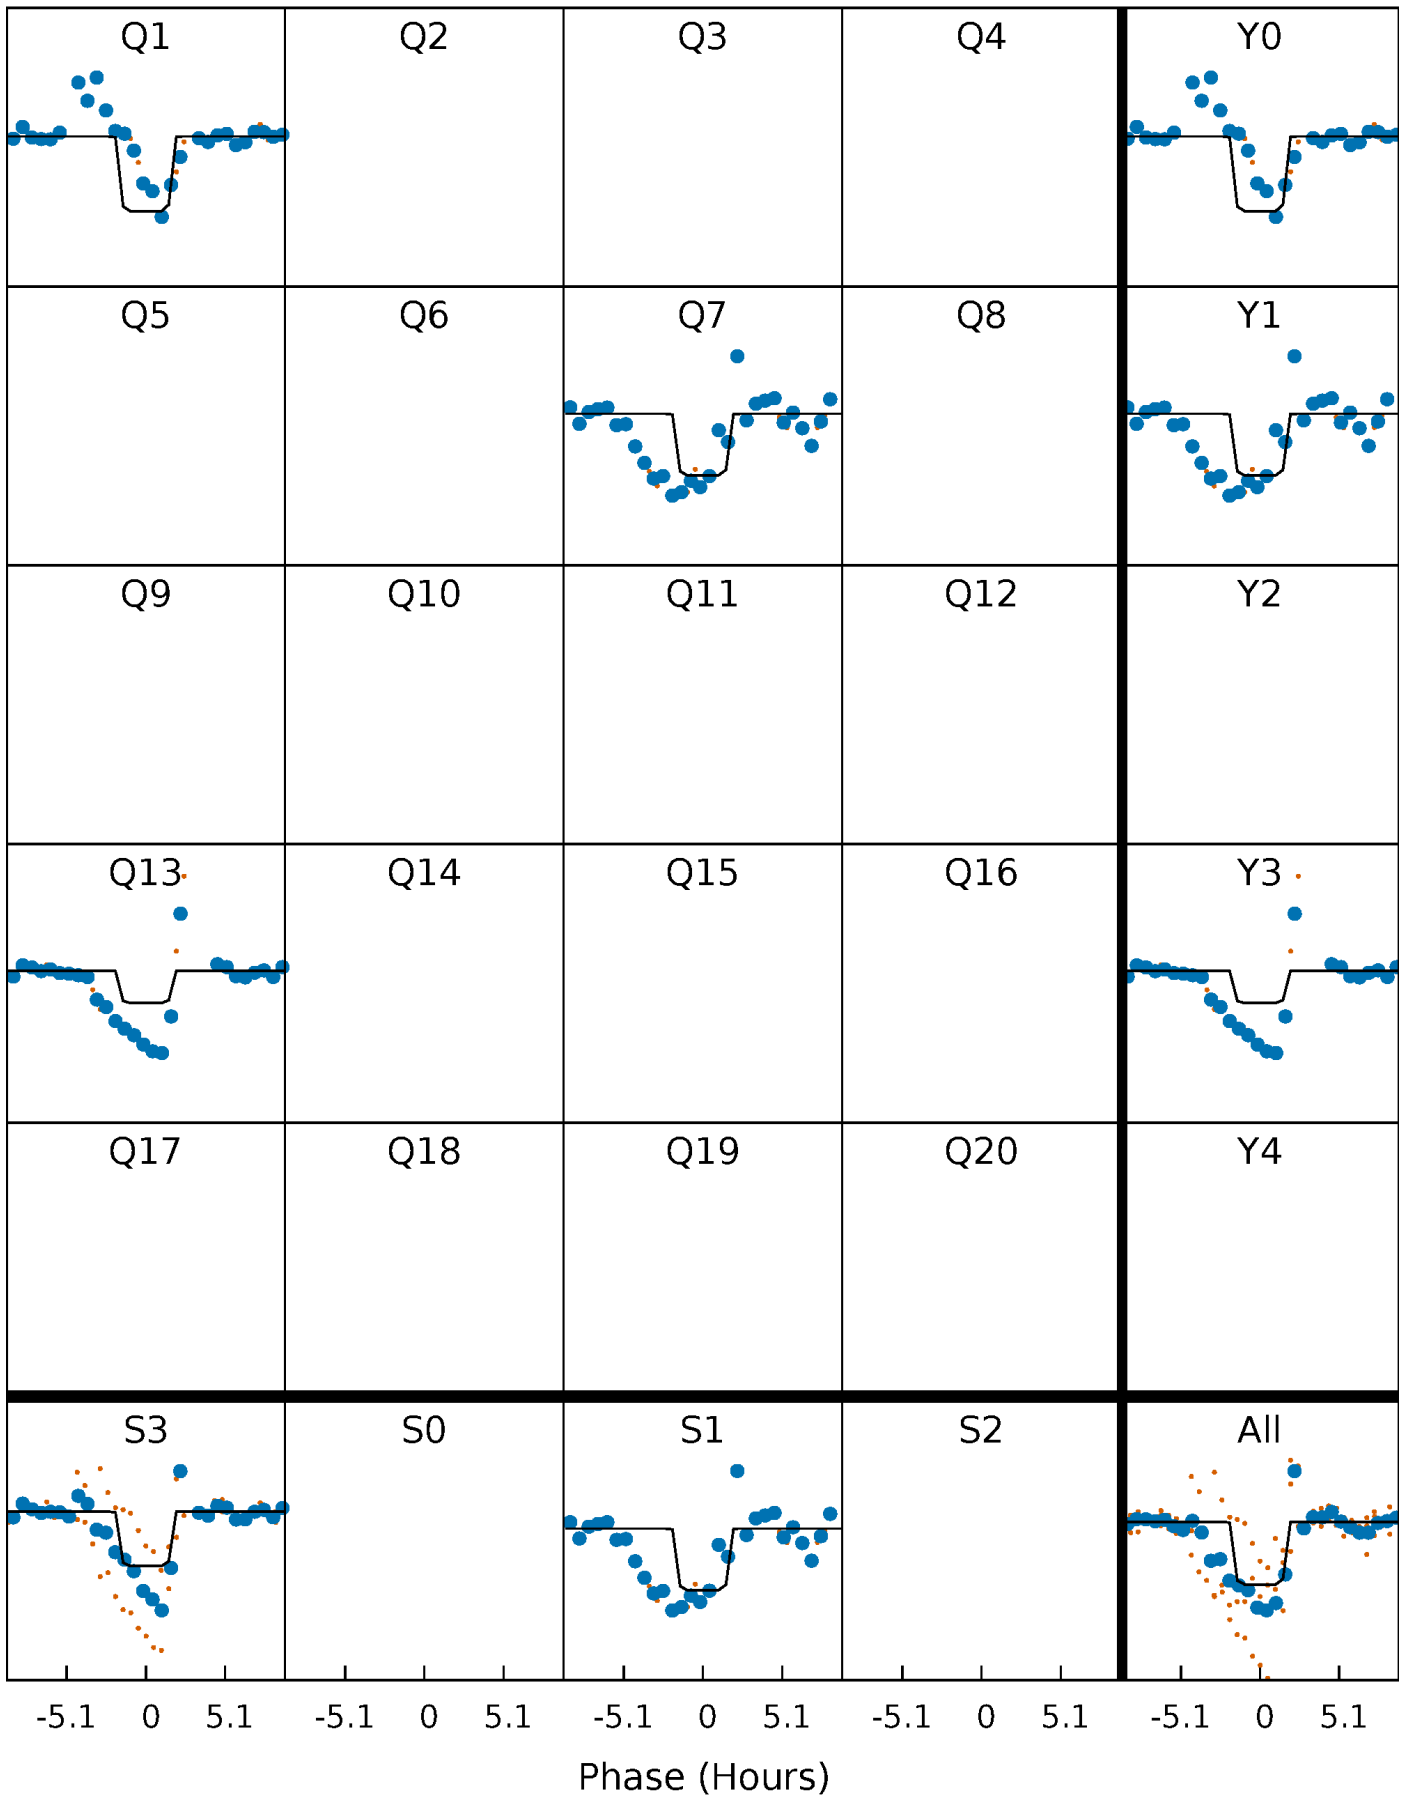 Q1 Q2 Q3 Q4 Y0
Q5 Q6 Q7 Q8 Y1
Q9 Q10 Q11 Q12 Y2
Q13 Q14 Q15 Q16 Y3
Q17 Q18 Q19 Q20 Y4
S3 S0 S1 S2 All
-5.1 0 5.1 -5.1 0 5.1 -5.1 0 5.1 -5.1 0 5.1 -5.1 0 5.1
Phase (Hours)